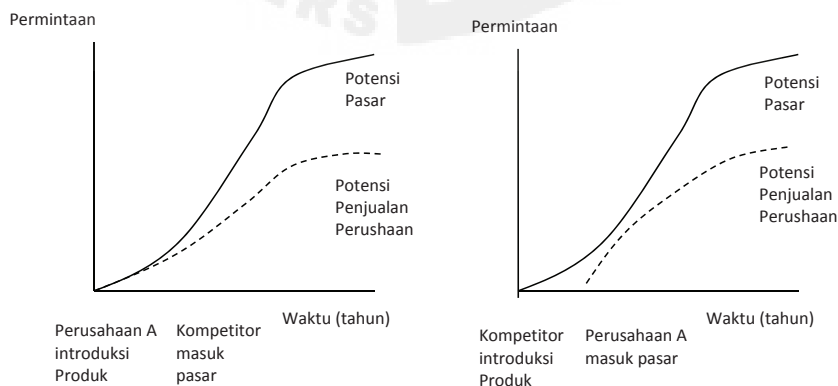 Permintaan
Potensi
Pasar
Potensi
Penjualan
Perushaan
Waktu (tahun)
Perusahaan A
introduksi
Produk
Kompetitor
masuk
pasar
Permintaan
Potensi
Pasar
Potensi
Penjualan
Perushaan
Waktu (tahun)
Kompetitor
introduksi
Produk
Perusahaan A
masuk pasar